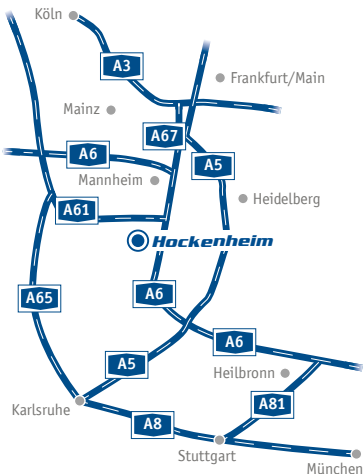 Köln
A3
Frankfurt/Main
Mainz
A67
A6
A5
Mannheim
Heidelberg
A61
Hockenheim
A65
A6
A6
A5
Heilbronn
A81
Karlsruhe
A8
Stuttgart
München